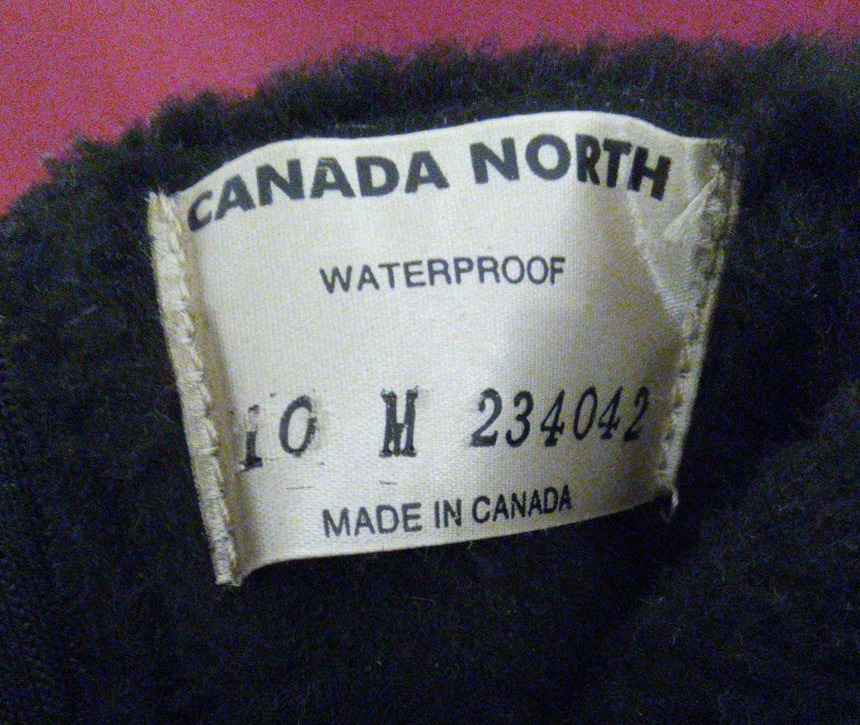 CANADA NORTH
WATERPROOF
10 M 234042
MADE IN CANADA